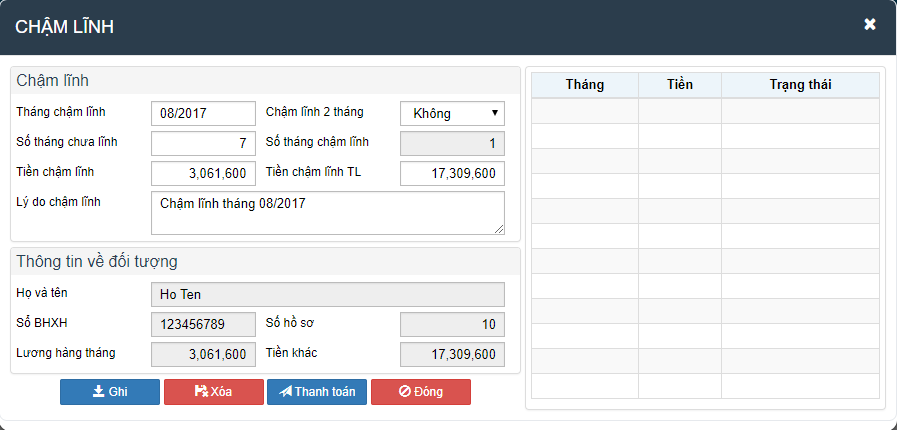 CHẬM LĨNH
Chậm lĩnh
Tháng chậm lĩnh 08/2017 Chậm lĩnh 2 tháng Không
Số tháng chưa lĩnh 7 Số tháng chậm lĩnh 1
Tiền chậm lĩnh 3,061,600 Tiền chậm lĩnh TL 17,309,600
Lý do chậm lĩnh Chậm lĩnh tháng 08/2017
Thông tin về đối tượng
Họ và tên Ho Ten
Số BHXH 123456789 Số hồ sơ 10
Lương hàng tháng 3,061,600 Tiền khác 17,309,600
Ghi Xóa Thanh toán Đóng
Tháng Tiền Trạng thái